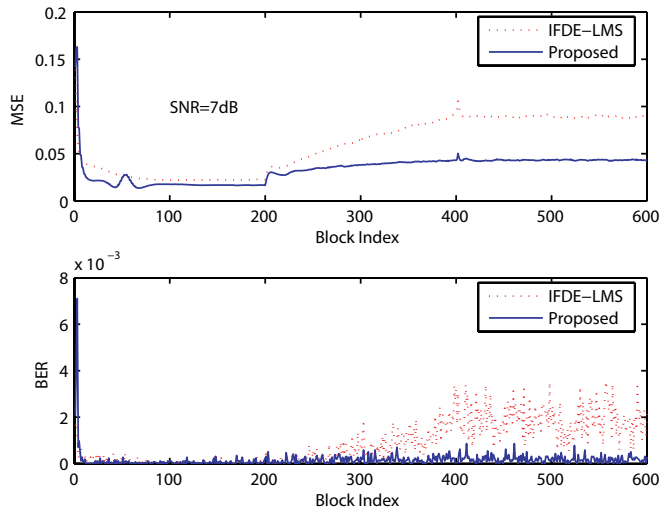 0.2
0.15
0.1
0.05
0
MSE
SNR=7dB
IFDE−LMS
Proposed
0 100 200 300 400 500 600
Block Index
x 10 −3
8
6
4
2
0
BER
IFDE−LMS
Proposed
0 100 200 300 400 500 600
Block Index